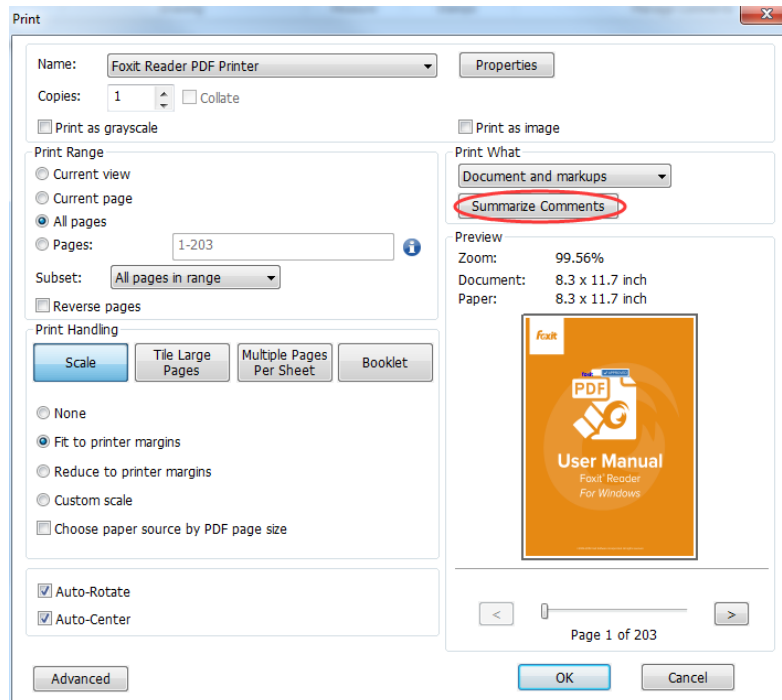 Print
Name:
Foxit Reader PDF Printer
Properties
Copies:
1
Collate
Print as grayscale
Print as image
Print Range
Current view
Current page
All pages
Pages:
1-203
Subset:
All pages in range
Reverse pages
Print What
Document and markups
Summarize Comments
Preview
Zoom: 99.56%
Document: 8.3 x 11.7 inch
Paper: 8.3 x 11.7 inch
Foxit
PDF
User Manual
Foxit Reader
For Windows
< >
Page 1 of 203
Print Handling
Scale
Tile Large
Pages
Multiple Pages
Per Sheet
Booklet
None
Fit to printer margins
Reduce to printer margins
Custom scale
Choose paper source by PDF page size
Auto-Rotate
Auto-Center
Advanced
OK
Cancel